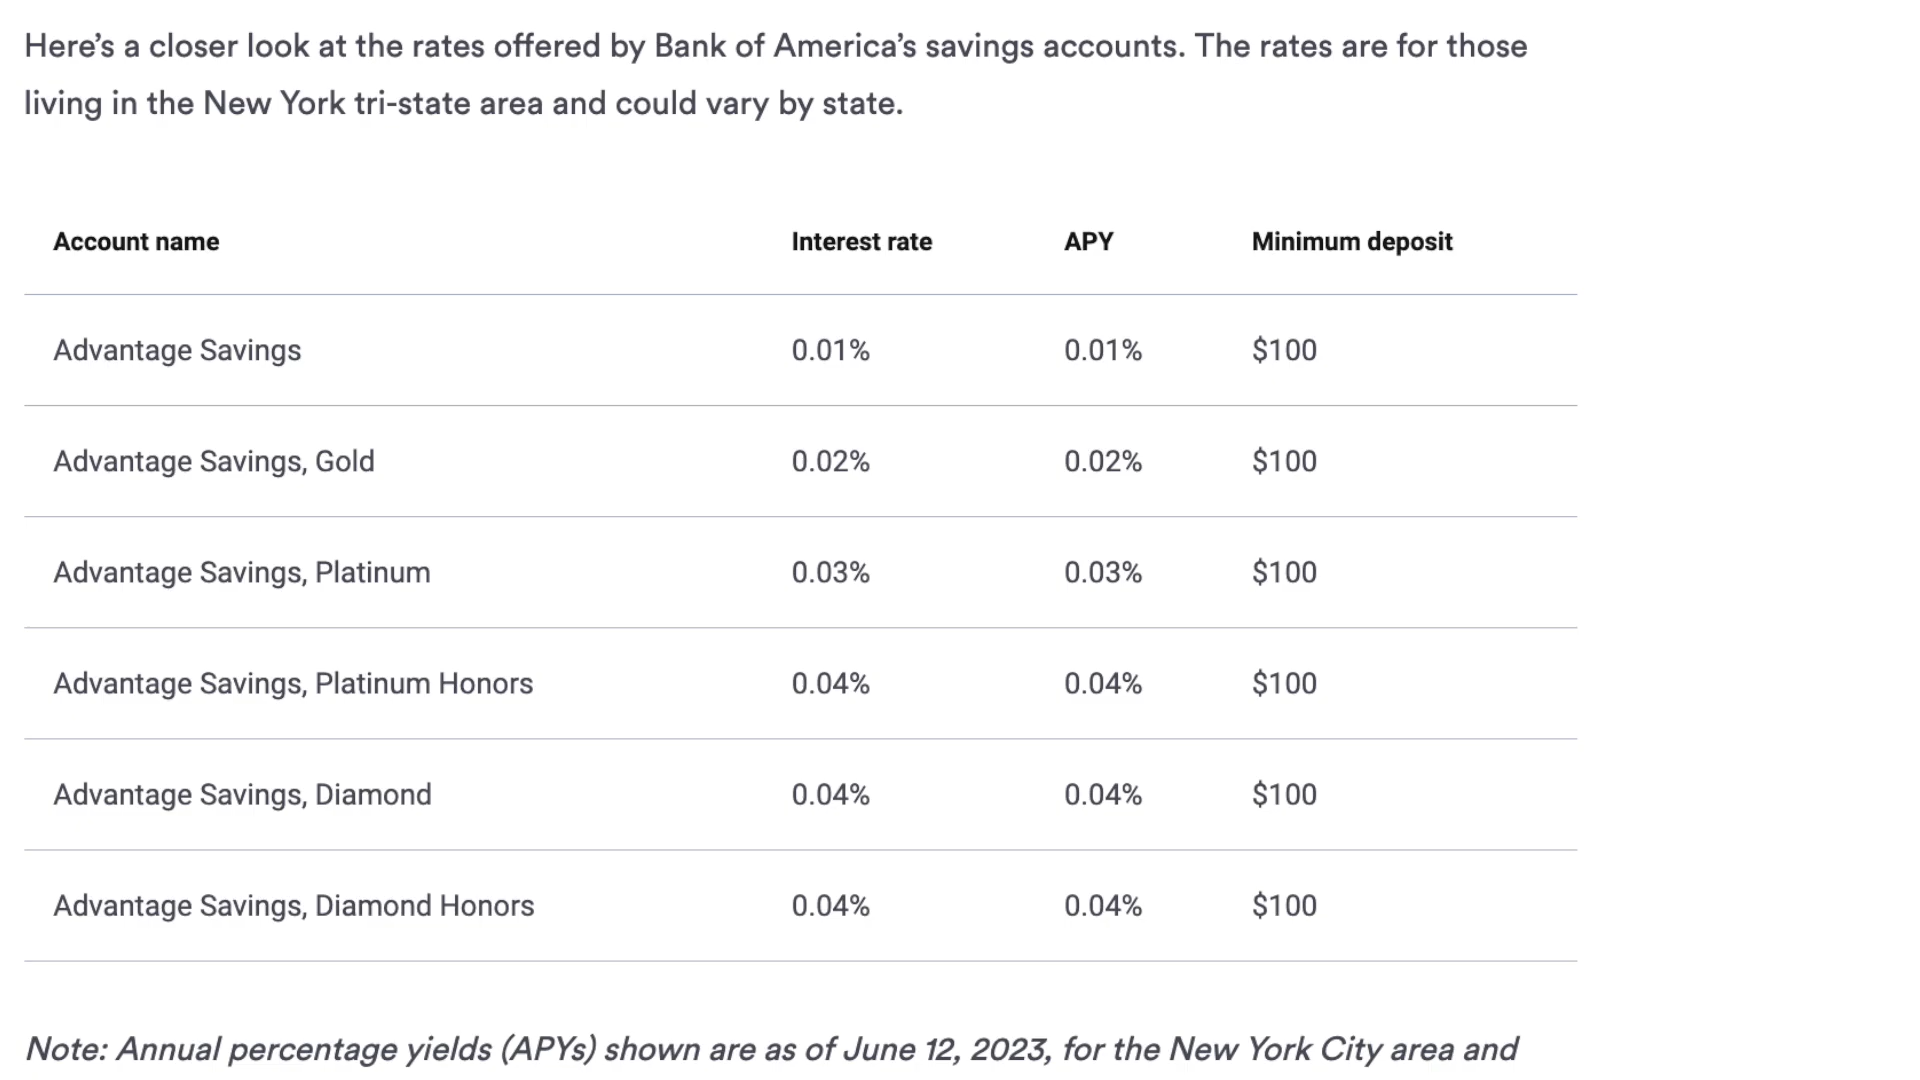 Here’s a closer look at the rates offered by Bank of America’s savings accounts. The rates are for those
living in the New York tri-state area and could vary by state.
Account name Interest rate APY Minimum deposit
Advantage Savings 0.01% 0.01% $100
Advantage Savings, Gold 0.02% 0.02% $100
Advantage Savings, Platinum 0.03% 0.03% $100
Advantage Savings, Platinum Honors 0.04% 0.04% $100
Advantage Savings, Diamond 0.04% 0.04% $100
Advantage Savings, Diamond Honors 0.04% 0.04% $100
Note: Annual percentage yields (APYs) shown are as of June 12, 2023, for the New York City area and